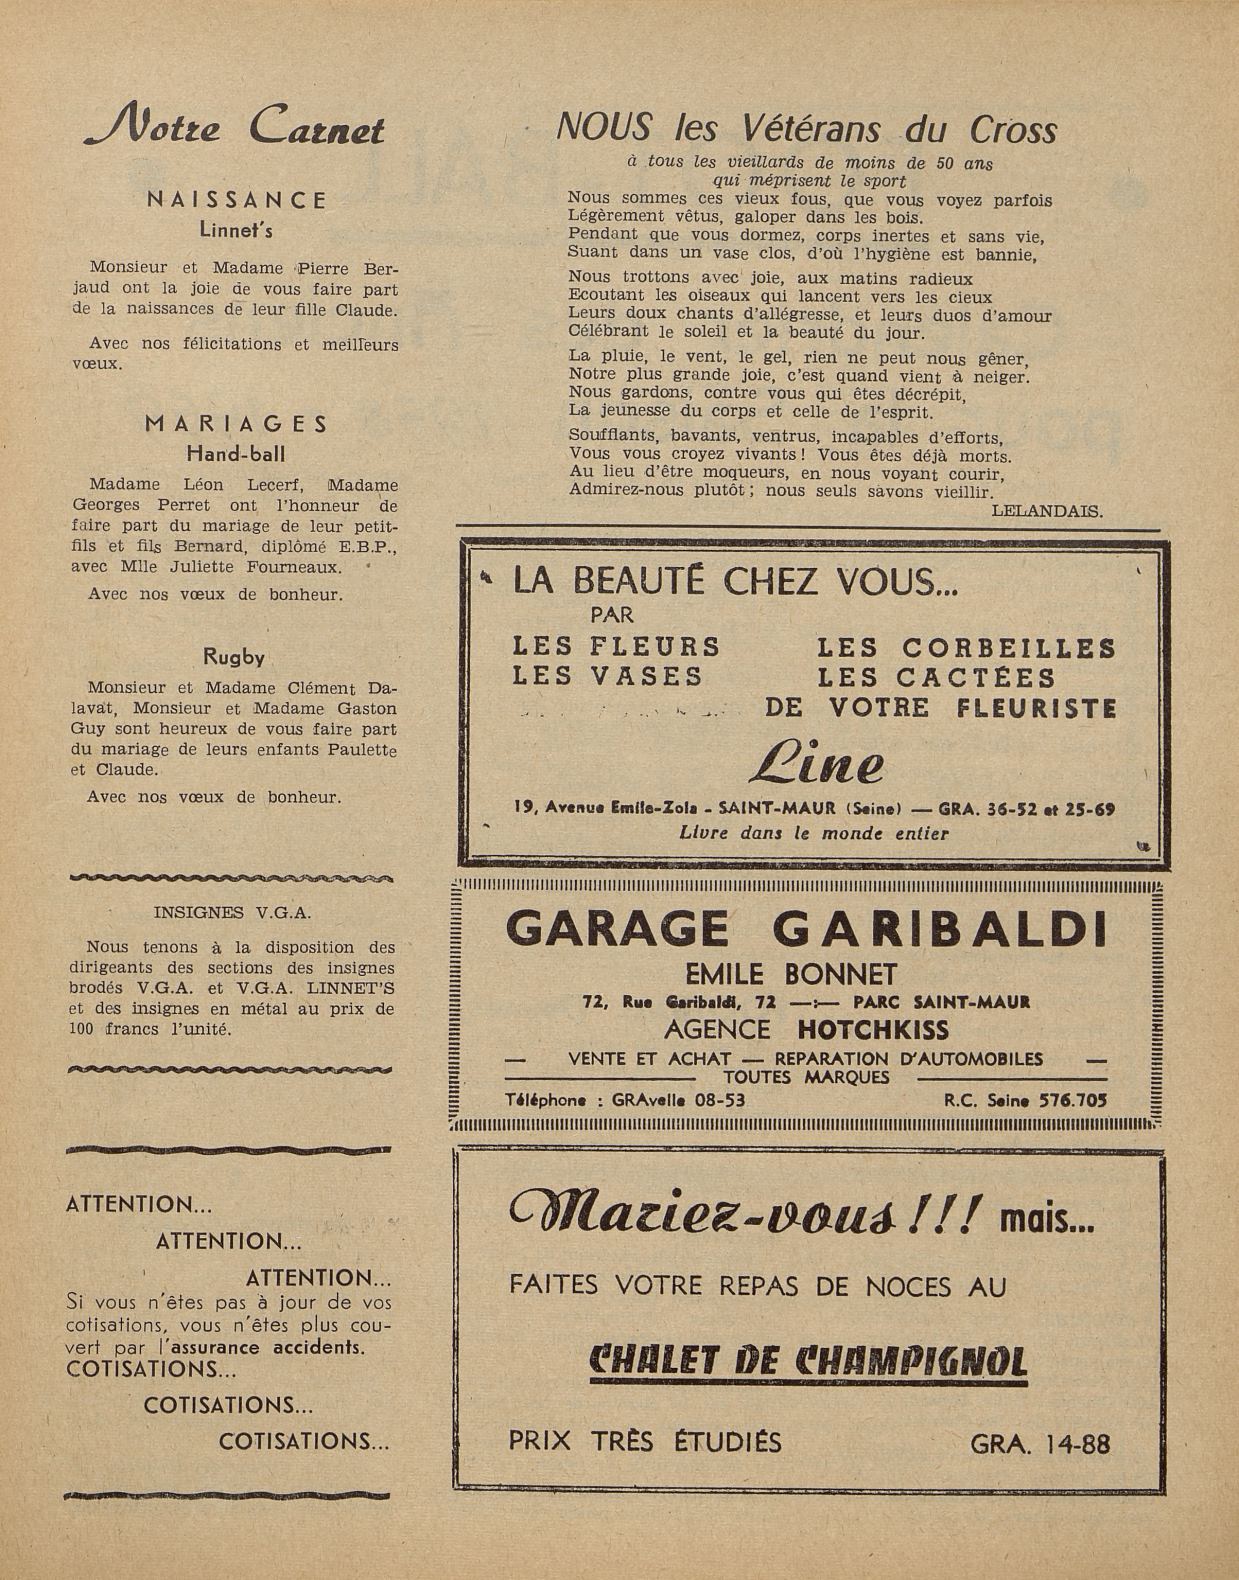 Notre Carnet
NAISSANCE
Linnet's
Monsieur et Madame Pierre Ber-
jaud ont la joie de vous faire part
de la naissances de leur fille Claude.
Avec nos félicitations et meilleurs
vœux.
MARIAGES
Hand-ball
Madame Léon Lecerf, Madame
Georges Perret ont l'honneur de
faire part du mariage de leur petit-
fils et fils Bernard, diplômé E.B.P.,
avec Mlle Juliette Fourneaux.
Avec nos vœux de bonheur.
Rugby
Monsieur et Madame Clément Da-
lavat, Monsieur et Madame Gaston
Guy sont heureux de vous faire part
du mariage de leurs enfants Paulette
et Claude.
Avec nos vœux de bonheur.
INSIGNES V.G.A.
Nous tenons à la disposition des
dirigeants des sections des insignes
brodés V.G.A. et V.G.A. LINNET'S
et des insignes en métal au prix de
100 francs l'unité.
ATTENTION...
ATTENTION...
ATTENTION...
Si vous n'êtes pas à jour de vos
cotisations, vous n'êtes plus cou-
vert par l'assurance accidents.
COTISATIONS...
COTISATIONS...
COTISATIONS...
NOUS les Vétérans du Cross
à tous les vieillards de moins de 50 ans
qui méprisent le sport
Nous sommes ces vieux fous, que vous voyez parfois
Légèrement vêtus, galoper dans les bois.
Pendant que vous dormez, corps inertes et sans vie,
Suant dans un vase clos, d'où l'hygiène est bannie,
Nous trottons avec joie, aux matins radieux
Ecoutant les oiseaux qui lancent vers les cieux
Leurs doux chants d'allégresse, et leurs duos d'amour
Célébrant le soleil et la beauté du jour.
La pluie, le vent, le gel, rien ne peut nous gêner,
Notre plus grande joie, c'est quand vient à neiger.
Nous gardons, contre vous qui êtes décrépit,
La jeunesse du corps et celle de l'esprit.
Soufflants, bavants, ventrus, incapables d'efforts,
Vous vous croyez vivants ! Vous êtes déjà morts.
Au lieu d'être moqueurs, en nous voyant courir,
Admirez-nous plutôt ; nous seuls savons vieillir.
LELANDAIS.
LA BEAUTÉ CHEZ VOUS...
PAR
LES FLEURS LES CORBEILLES
LES VASES LES CACTÉES
DE VOTRE FLEURISTE
Line
19, Avenue Emile-Zola - SAINT-MAUR (Seine) — GRA. 36-52 et 25-69
Livre dans le monde entier
GARAGE GARIBALDI
EMILE BONNET
72, Rue Garibaldi, 72 —:— PARC SAINT-MAUR
AGENCE HOTCHKISS
— VENTE ET ACHAT — REPARATION D'AUTOMOBILES —
TOUTES MARQUES
Téléphone : GRAvelle 08-53 R.C. Seine 576.705
Mariez-vous !!! mais...
FAITES VOTRE REPAS DE NOCES AU
CHALET DE CHAMPIGNOL
PRIX TRÈS ÉTUDIÉS GRA. 14-88